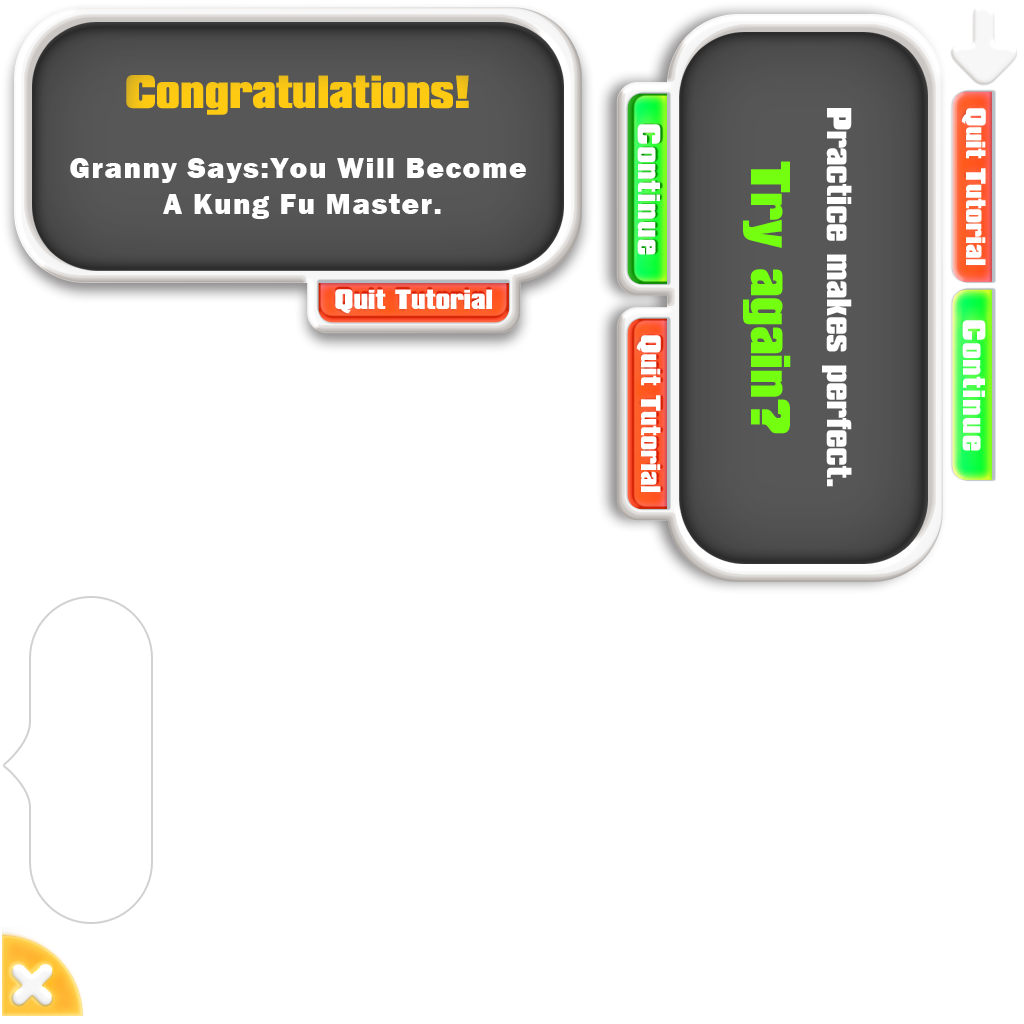 Congratulations!
Granny Says:You Will Become
A Kung Fu Master.
Quit Tutorial
Practice makes perfect.
Try again?
Continue
Quit Tutorial
Quit Tutorial
Continue